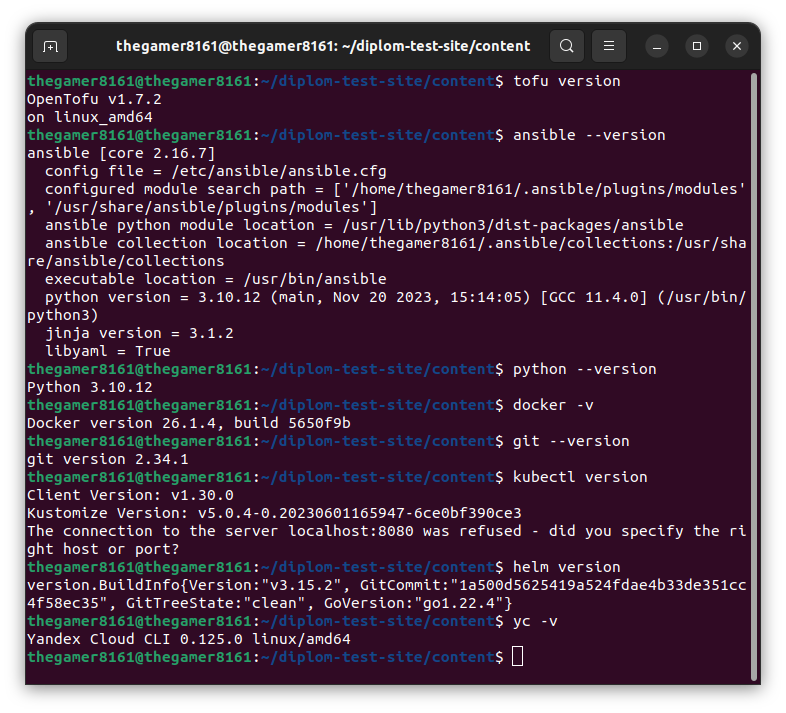 thegamer8161@thegamer8161: ~/diplom-test-site/content
thegamer8161@thegamer8161:~/diplom-test-site/content$ tofu version
OpenTofu v1.7.2
on linux_amd64
thegamer8161@thegamer8161:~/diplom-test-site/content$ ansible --version
ansible [core 2.16.7]
  config file = /etc/ansible/ansible.cfg
  configured module search path = ['/home/thegamer8161/.ansible/plugins/modules'
, '/usr/share/ansible/plugins/modules']
  ansible python module location = /usr/lib/python3/dist-packages/ansible
  ansible collection location = /home/thegamer8161/.ansible/collections:/usr/sha
re/ansible/collections
  executable location = /usr/bin/ansible
  python version = 3.10.12 (main, Nov 20 2023, 15:14:05) [GCC 11.4.0] (/usr/bin/
python3)
  jinja version = 3.1.2
  libyaml = True
thegamer8161@thegamer8161:~/diplom-test-site/content$ python --version
Python 3.10.12
thegamer8161@thegamer8161:~/diplom-test-site/content$ docker -v
Docker version 26.1.4, build 5650f9b
thegamer8161@thegamer8161:~/diplom-test-site/content$ git --version
git version 2.34.1
thegamer8161@thegamer8161:~/diplom-test-site/content$ kubectl version
Client Version: v1.30.0
Kustomize Version: v5.0.4-0.20230601165947-6ce0bf390ce3
The connection to the server localhost:8080 was refused - did you specify the ri
ght host or port?
thegamer8161@thegamer8161:~/diplom-test-site/content$ helm version
version.BuildInfo{Version:"v3.15.2", GitCommit:"1a500d5625419a524fdae4b33de351cc
4f58ec35", GitTreeState:"clean", GoVersion:"go1.22.4"}
thegamer8161@thegamer8161:~/diplom-test-site/content$ yc -v
Yandex Cloud CLI 0.125.0 linux/amd64
thegamer8161@thegamer8161:~/diplom-test-site/content$